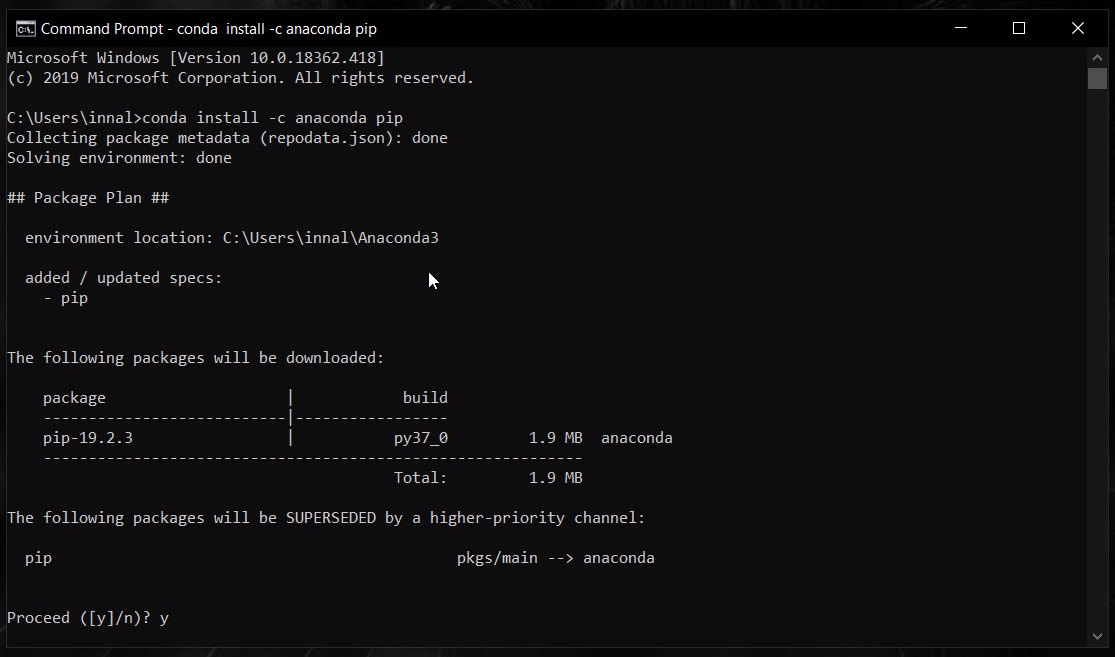 Command Prompt - conda  install -c anaconda pip
Microsoft Windows [Version 10.0.18362.418]
(c) 2019 Microsoft Corporation. All rights reserved.
C:\Users\innal>conda install -c anaconda pip
Collecting package metadata (repodata.json): done
Solving environment: done
## Package Plan ##
environment location: C:\Users\innal\Anaconda3
added / updated specs:
- pip
The following packages will be downloaded:
package                    |            build
---------------------------|-----------------
pip-19.2.3                 |           py37_0         1.9 MB  anaconda
------------------------------------------------------------
Total:         1.9 MB
The following packages will be SUPERSEDED by a higher-priority channel:
pip                                             pkgs/main --> anaconda
Proceed ([y]/n)? y